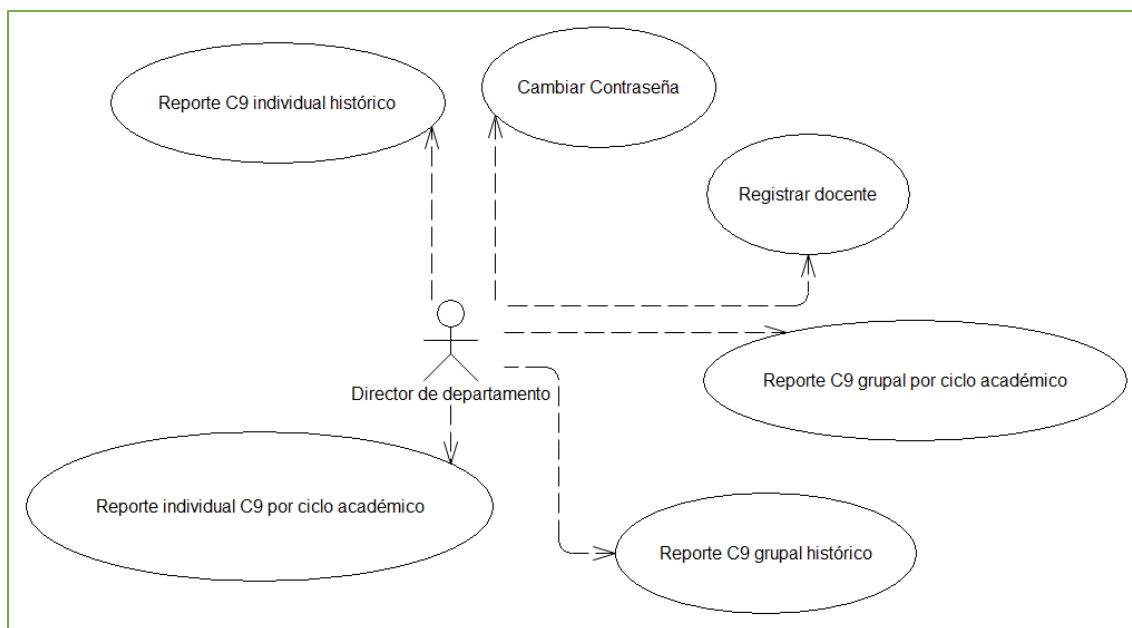 Cambiar Contraseña
Reporte C9 individual histórico
Registrar docente
Reporte C9 grupal por ciclo académico
Director de departamento
Reporte individual C9 por ciclo académico
Reporte C9 grupal histórico